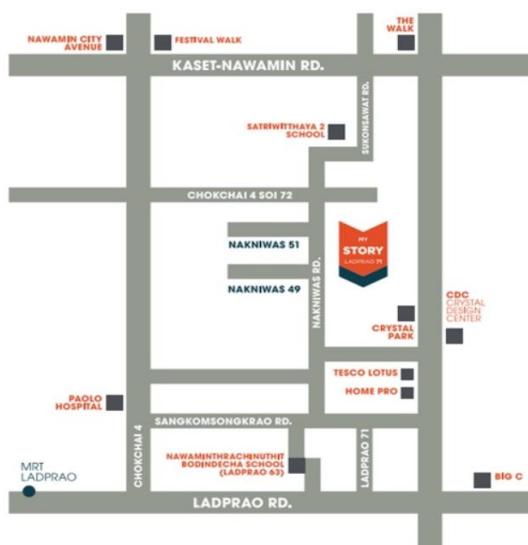 THE
WALK
NAWAMIN CITY
AVENUE
FESTIVAL WALK
KASET-NAWAMIN RD.
SUKONSAWAT RD.
SATRIWITTHAYA 2
SCHOOL
CHOKCHAI 4 SOI 72
NAKNIWAS 51
MY
STORY
LADPRAO 71
NAKNIWAS RD.
NAKNIWAS 49
CDC
CRYSTAL
DESIGN
CENTER
CRYSTAL
PARK
TESCO LOTUS
HOME PRO
PAOLO
HOSPITAL
SANGKOMSONGKRAO RD.
CHOKCHAI 4
LADPRAO 71
NAWAMINTHRACHINUTHIT
BODINDECHA SCHOOL
(LADPRAO 63)
MRT
LADPRAO
BIG C
LADPRAO RD.